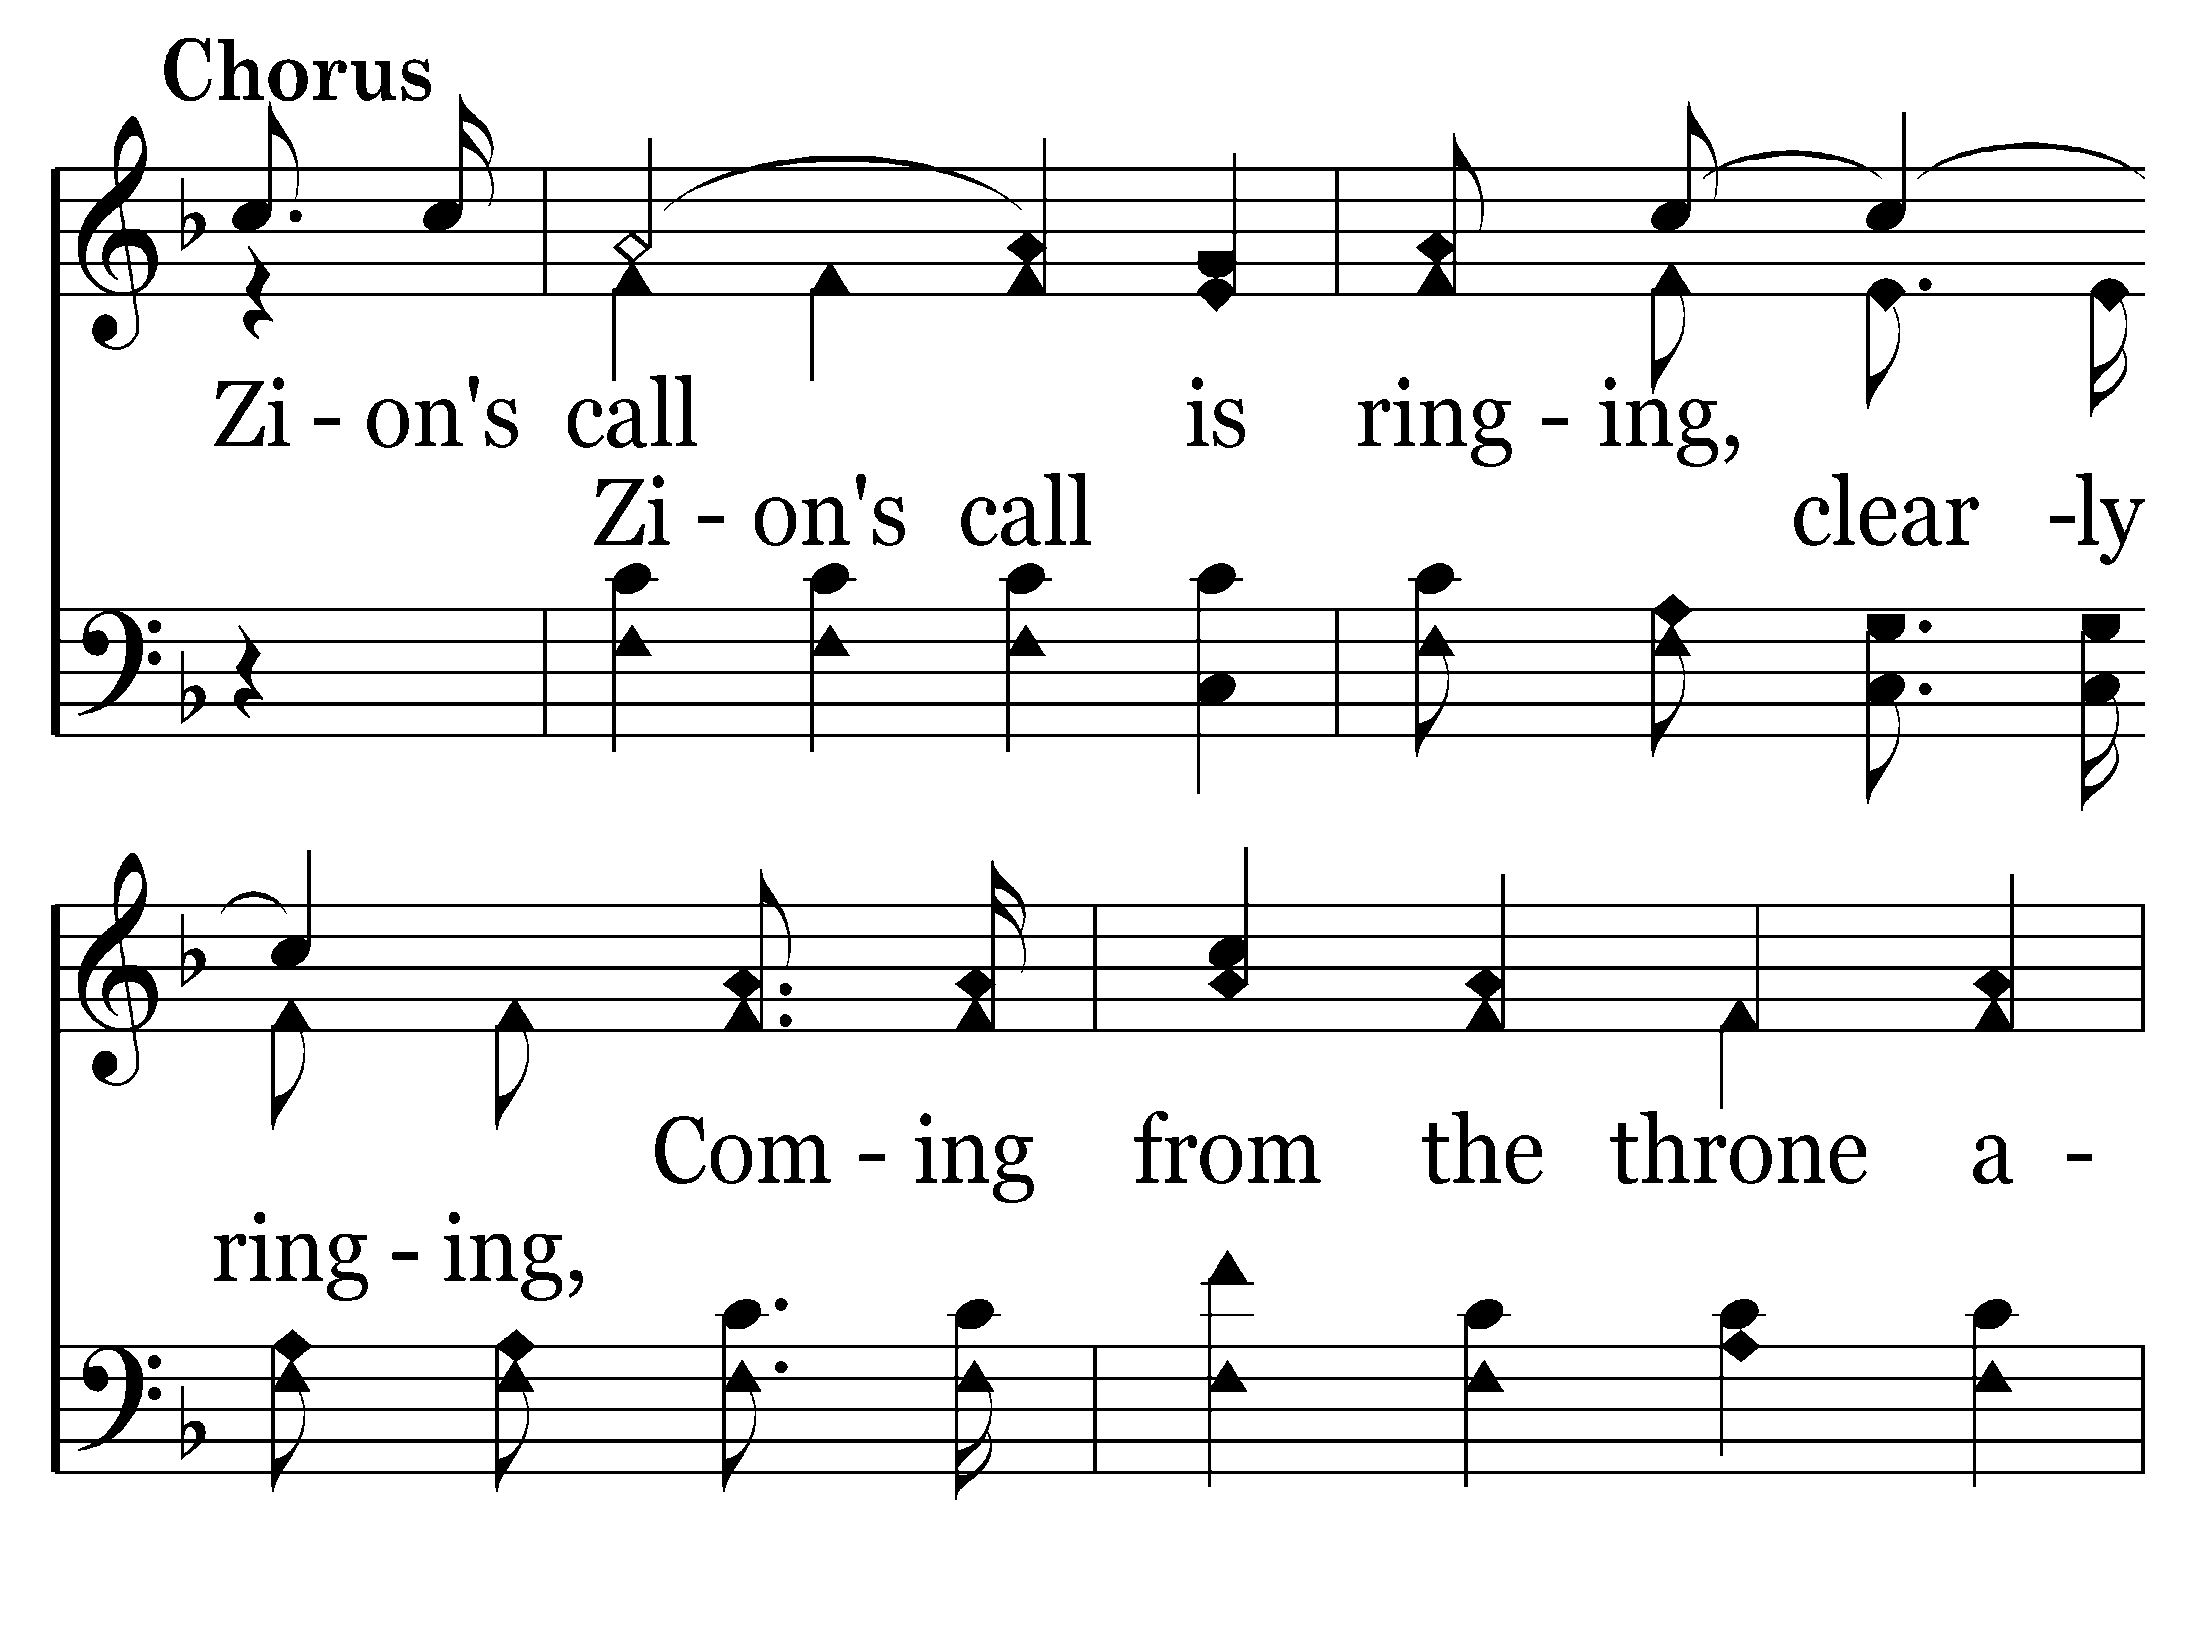 Chorus
Zi - on's call is ring - ing,
Zi - on's call clear -ly
Com - ing from the throne a -
ring - ing,